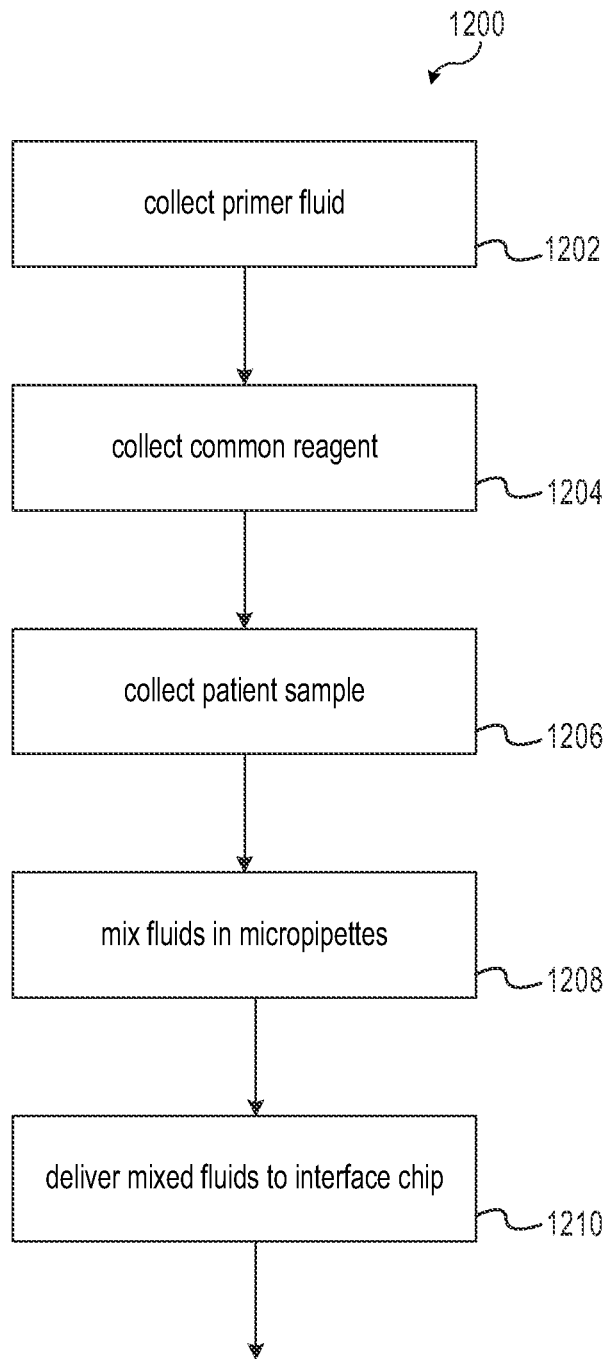 1200
collect primer fluid
1202
collect common reagent
1204
collect patient sample
1206
mix fluids in micropipettes
1208
deliver mixed fluids to interface chip
1210